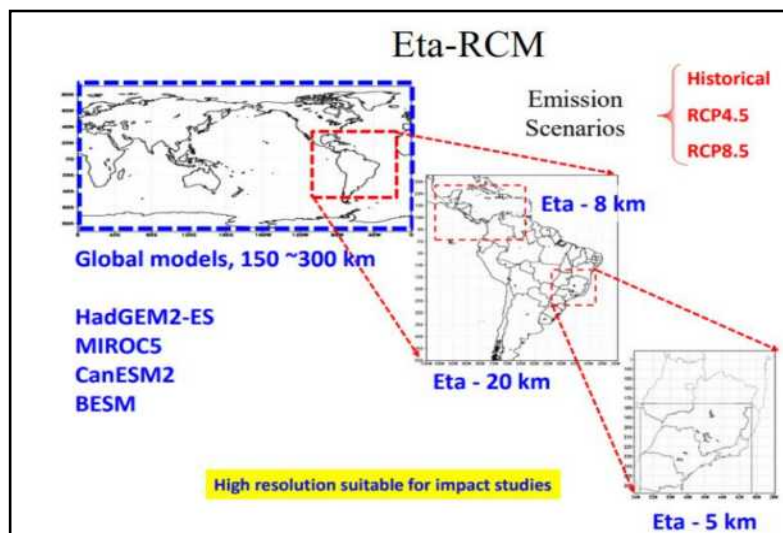 Eta-RCM
Emission
Scenarios
Historical
RCP4.5
RCP8.5
Eta - 8 km
Global models, 150 ~300 km
HadGEM2-ES
MIROC5
CanESM2
BESM
Eta - 20 km
High resolution suitable for impact studies
Eta - 5 km